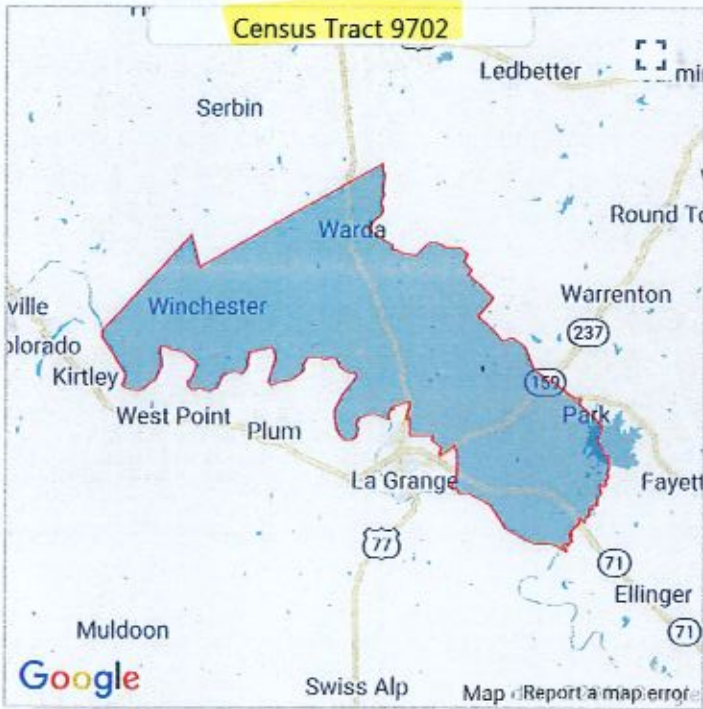 Census Tract 9702
Ledbetter
Serbin
Round To
Warda
Winchester
Warrenton
ville
237
olorado
Kirtley
159
West Point
Park
Plum
La Grange
Fayett
77
71
Ellinger
Muldoon
71
Google
Swiss Alp
Map
Report a map error